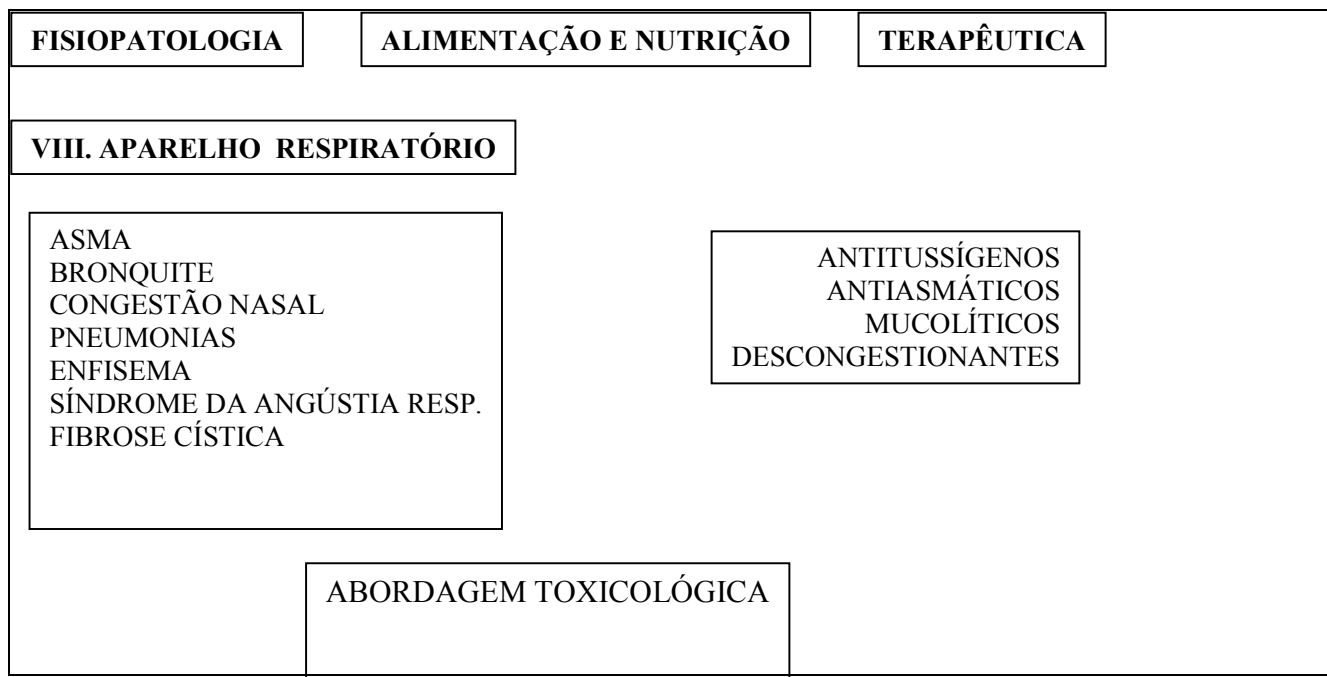 FISIOPATOLOGIA
ALIMENTAÇÃO E NUTRIÇÃO
TERAPÊUTICA
VIII. APARELHO RESPIRATÓRIO
ASMA
BRONQUITE
CONGESTÃO NASAL
PNEUMONIAS
ENFISEMA
SÍNDROME DA ANGÚSTIA RESP.
FIBROSE CÍSTICA
ANTITUSSÍGENOS
ANTIASMÁTICOS
MUCOLÍTICOS
DESCONGESTIONANTES
ABORDAGEM TOXICOLÓGICA